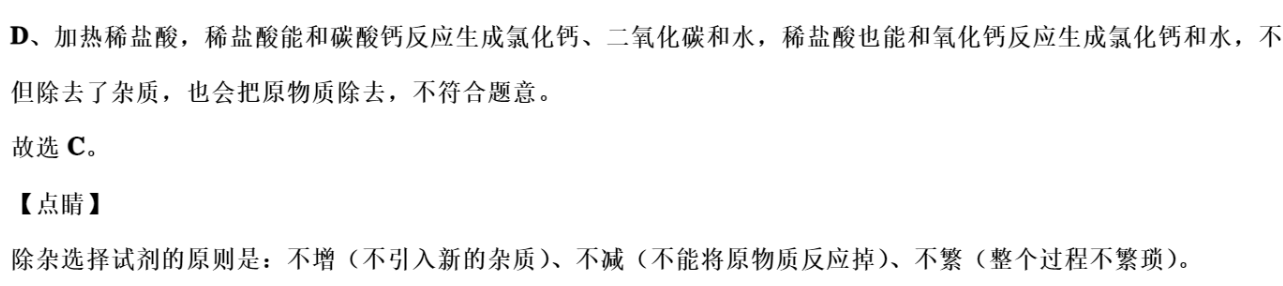 D、加热稀盐酸，稀盐酸能和碳酸钙反应生成氯化钙、二氧化碳和水，稀盐酸也能和氧化钙反应生成氯化钙和水，不
但除去了杂质，也会把原物质除去，不符合题意。
故选 C。
【点睛】
除杂选择试剂的原则是：不增（不引入新的杂质）、不减（不能将原物质反应掉）、不繁（整个过程不繁琐）。